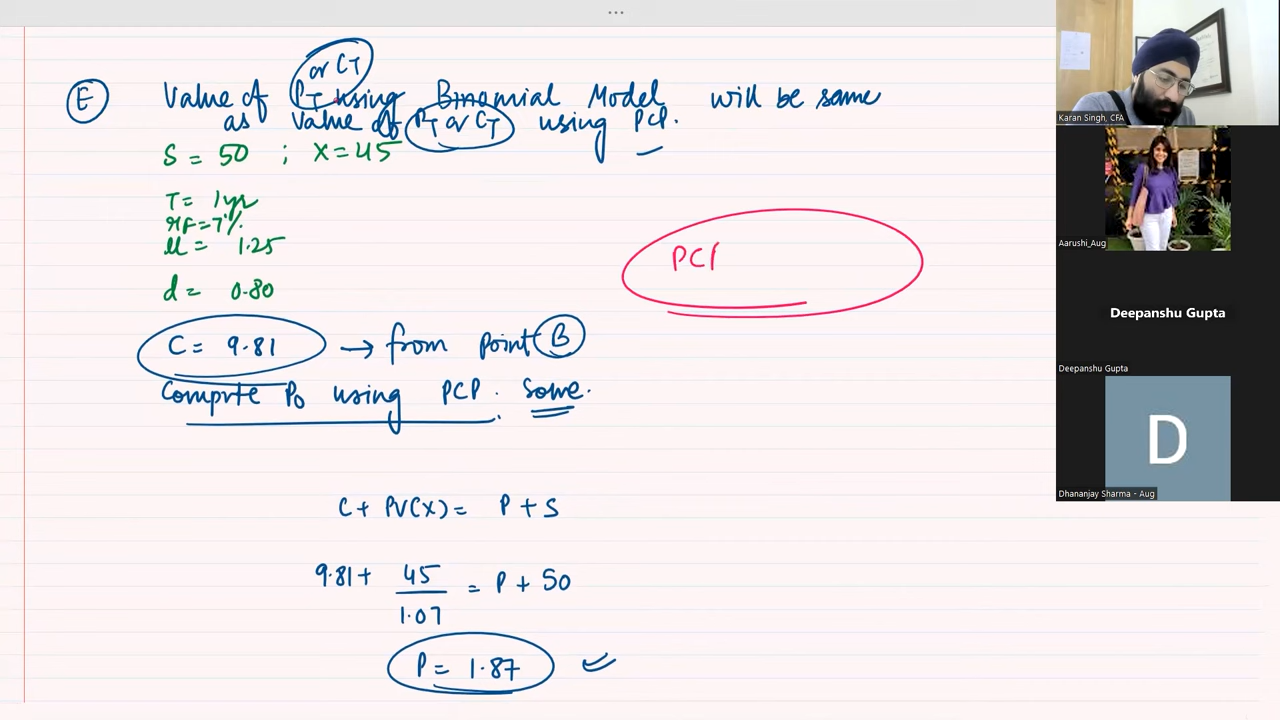 or CT
E Value of PT using Binomial Model will be same
as value of PT or CT using PCP.
S = 50 ; X = 45
T = 1yr
rf = 7%
u = 1.25
d = 0.80
C = 9.81 → from point B
Compute P0 using PCP. Solve.
PCP
C + PV(X) = P + S
9.81 + 45 / 1.07 = P + 50
P = 1.87
Karan Singh, CFA
Aarushi_Aug
Deepanshu Gupta
Deepanshu Gupta
D
Dhananjay Sharma - Aug